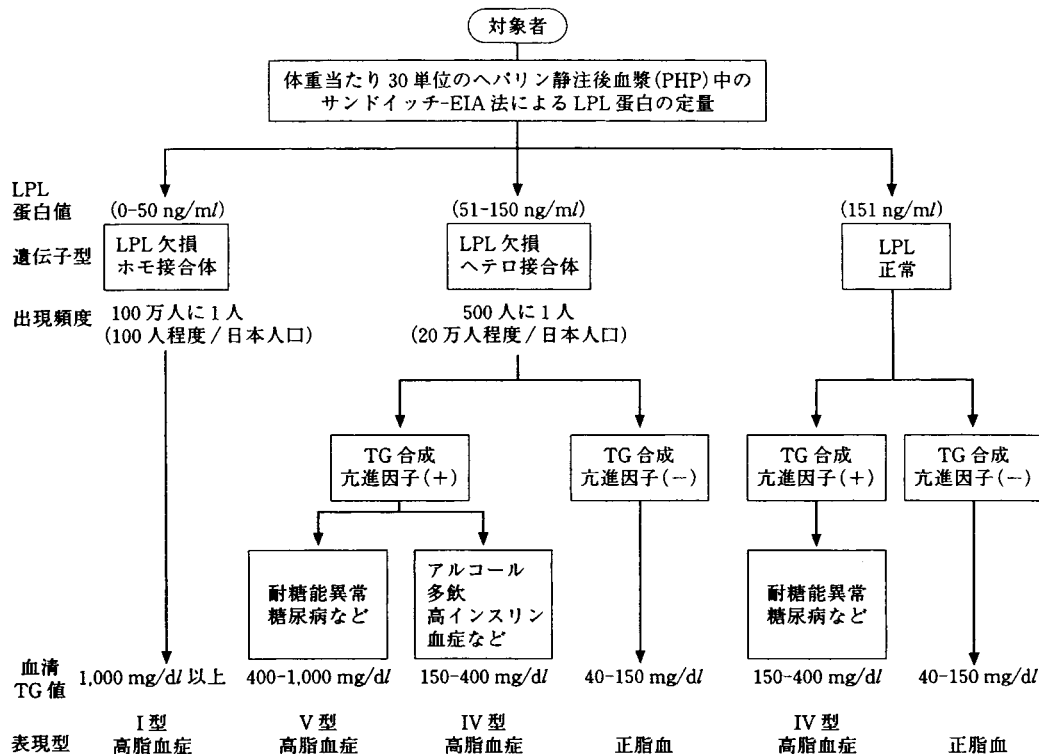 対象者
体重当たり30単位のヘパリン静注後血漿(PHP)中の
サンドイッチ-EIA法によるLPL蛋白の定量
LPL
蛋白値
(0-50 ng/ml)
(51-150 ng/ml)
(151 ng/ml)
遺伝子型
LPL欠損
ホモ接合体
LPL欠損
ヘテロ接合体
LPL
正常
出現頻度
100万人に1人
(100人程度/日本人口)
500人に1人
(20万人程度/日本人口)
TG合成
亢進因子(+)
TG合成
亢進因子(-)
TG合成
亢進因子(+)
TG合成
亢進因子(-)
耐糖能異常
糖尿病など
アルコール
多飲
高インスリン
血症など
耐糖能異常
糖尿病など
血清
TG値
1,000 mg/dl以上
400-1,000 mg/dl
150-400 mg/dl
40-150 mg/dl
150-400 mg/dl
40-150 mg/dl
表現型
I型
高脂血症
V型
高脂血症
IV型
高脂血症
正脂血
IV型
高脂血症
正脂血